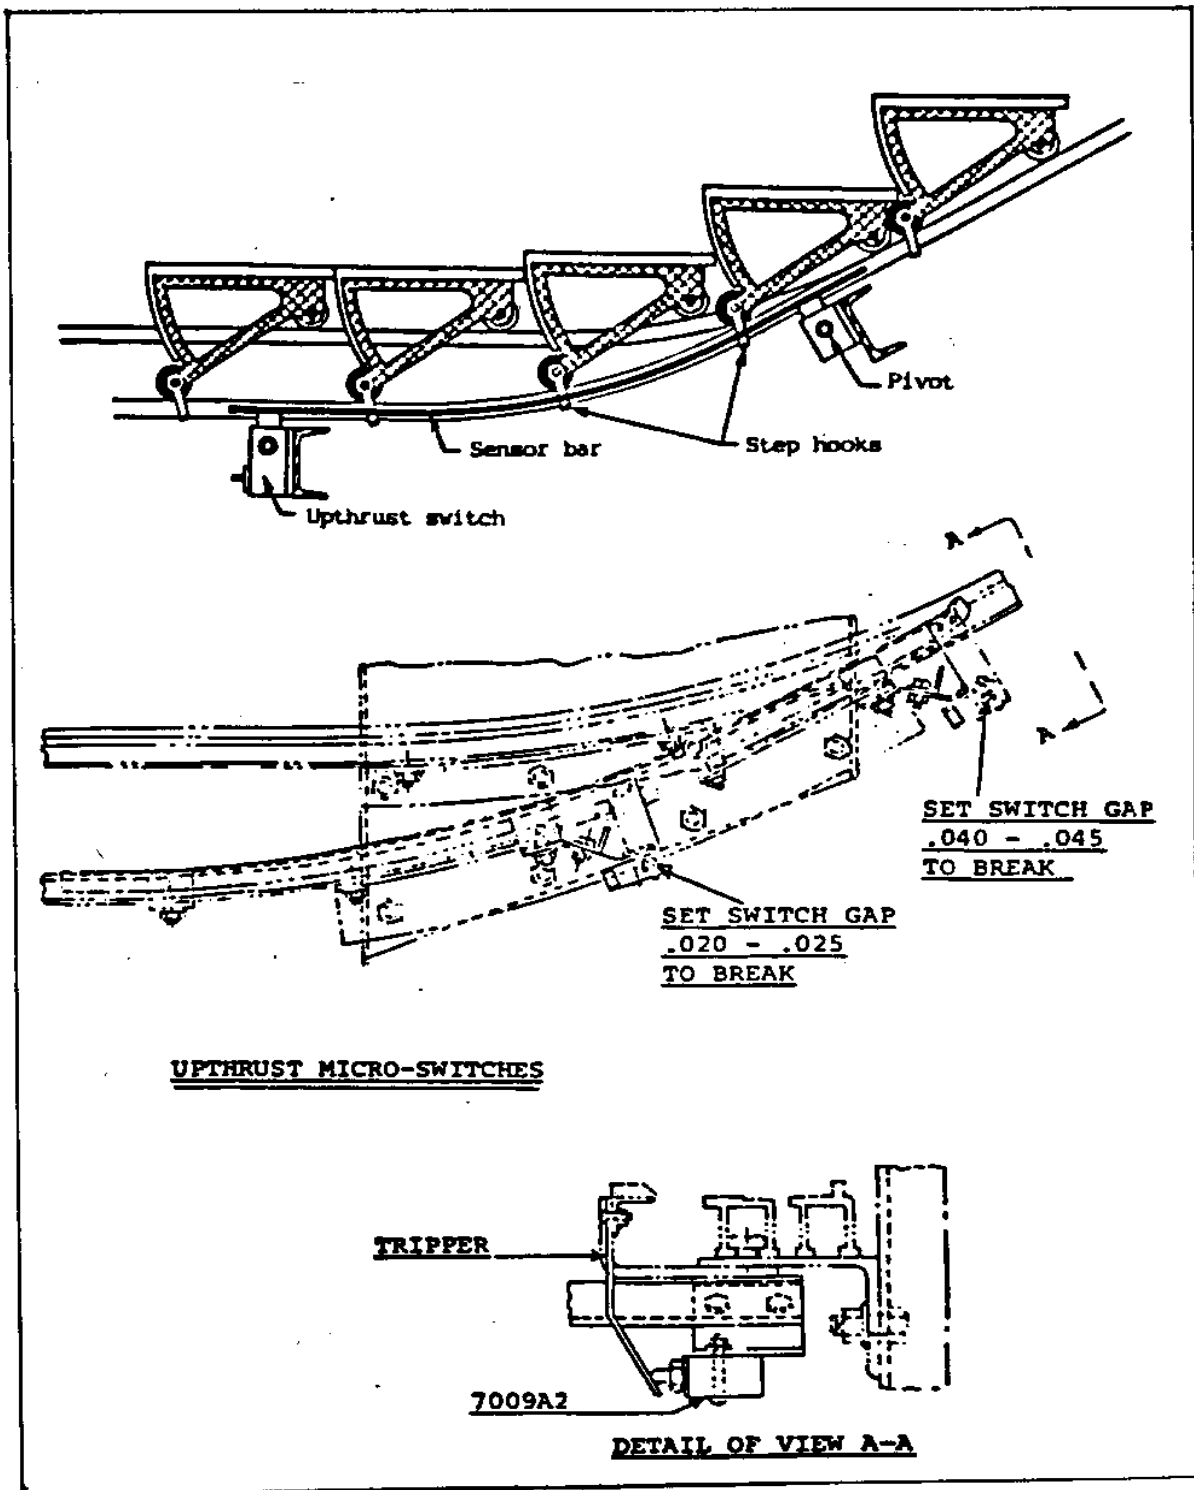 Pivot
Sensor bar
Step hooks
Upthrust switch
A
A
SET SWITCH GAP
.040 - .045
TO BREAK
SET SWITCH GAP
.020 - .025
TO BREAK
UPTHRUST MICRO-SWITCHES
TRIPPER
7009A2
DETAIL OF VIEW A-A